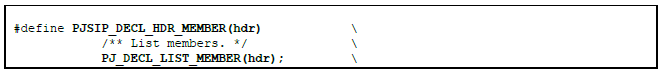 #define PJSIP_DECL_HDR_MEMBER(hdr) \
/** List members. */ \
PJ_DECL_LIST_MEMBER(hdr); \